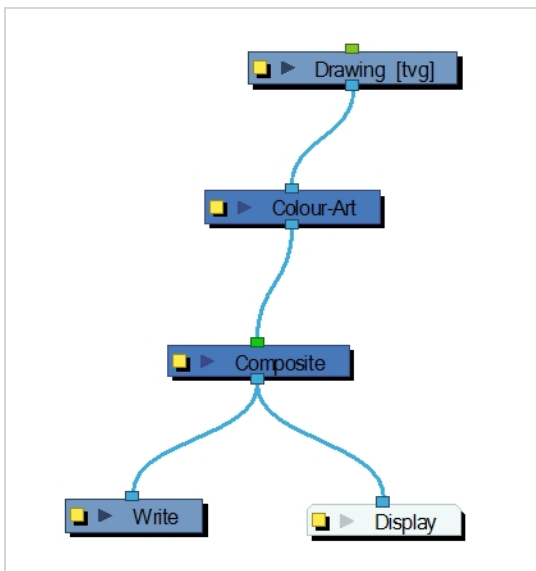 Drawing [tvg]
Colour-Art
Composite
Write
Display